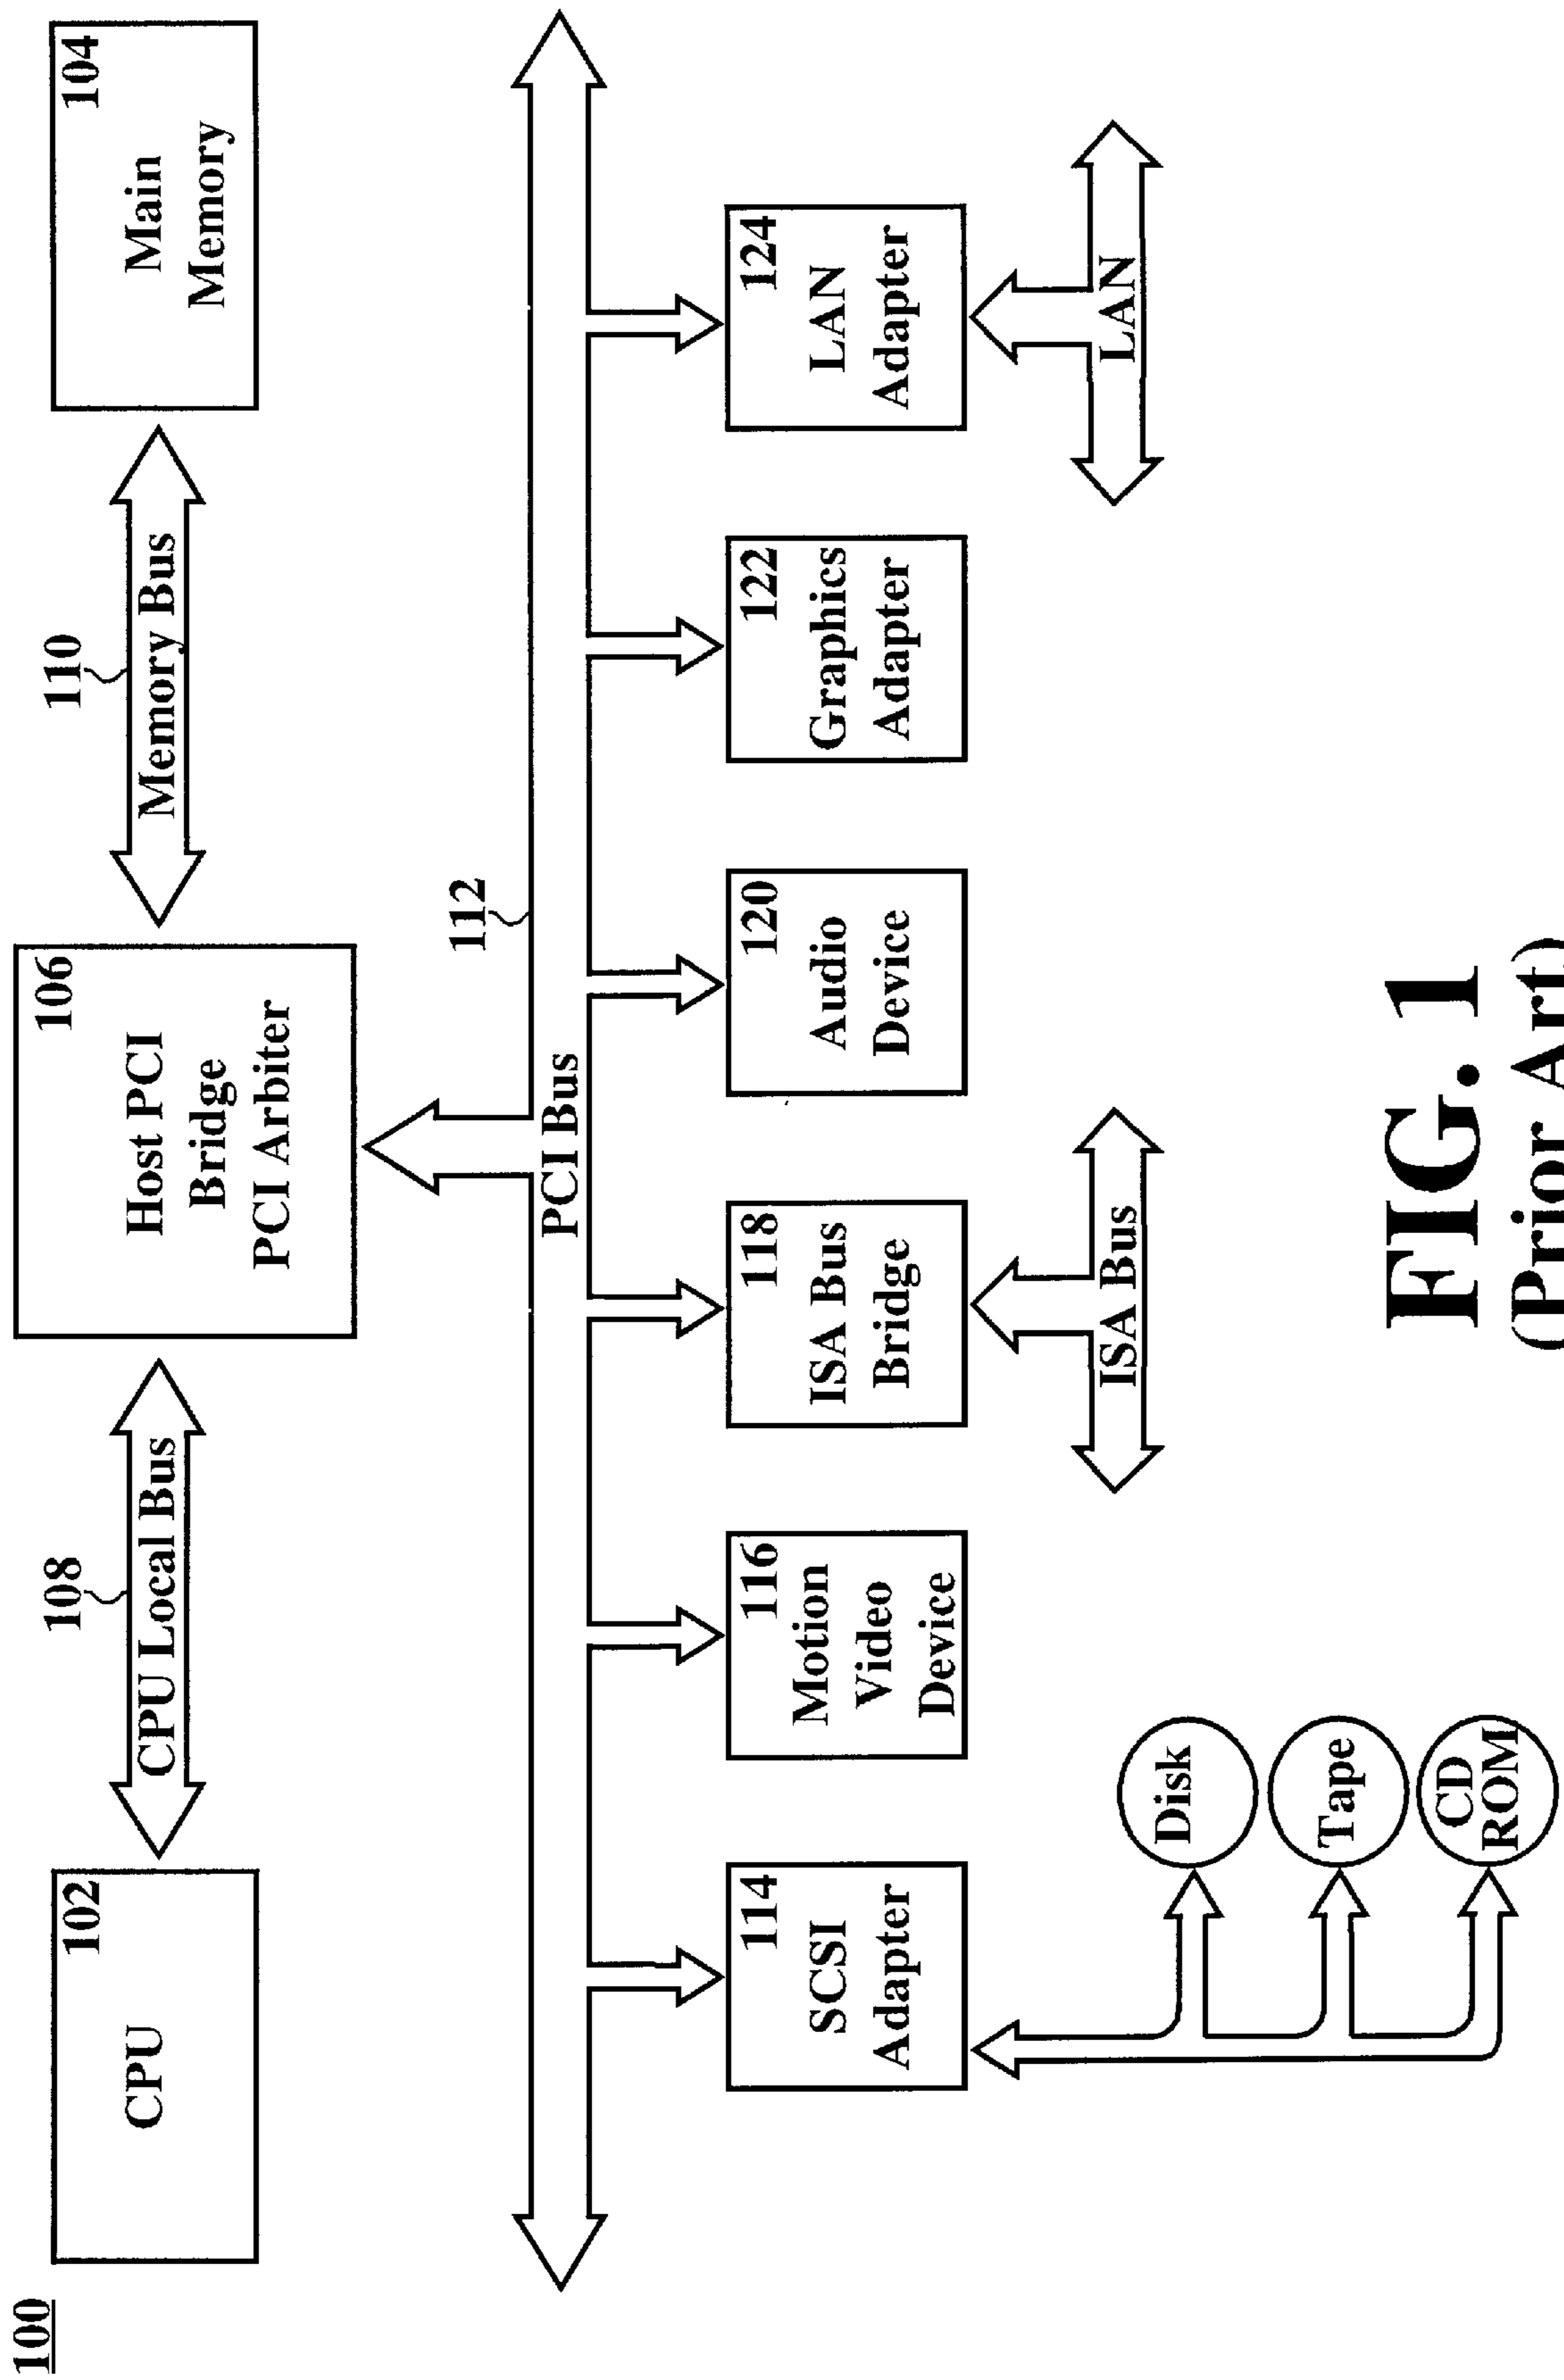 100
108
110
102
CPU
CPU Local Bus
106
Host PCI
Bridge
PCI Arbiter
Memory Bus
104
Main
Memory
112
PCI Bus
114
SCSI
Adapter
116
Motion
Video
Device
118
ISA Bus
Bridge
120
Audio
Device
122
Graphics
Adapter
124
LAN
Adapter
Disk
Tape
CD
ROM
ISA Bus
LAN
FIG. 1
(Prior Art)